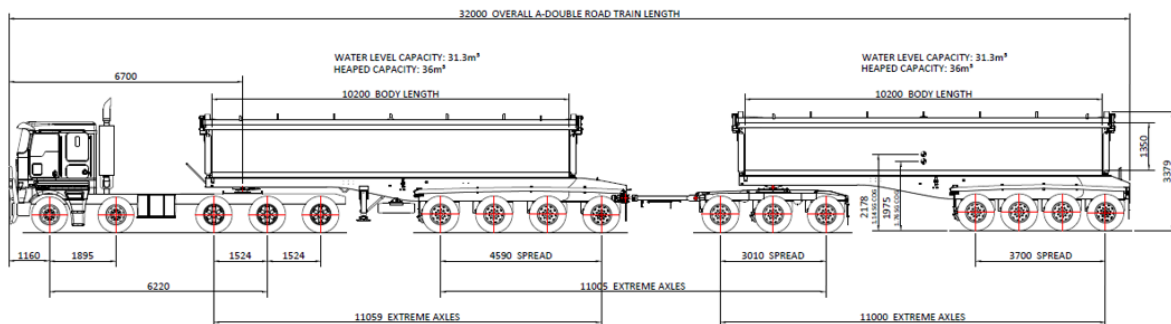 32000 OVERALL A-DOUBLE ROAD TRAIN LENGTH
WATER LEVEL CAPACITY: 31.3m³
HEAPED CAPACITY: 36m³
WATER LEVEL CAPACITY: 31.3m³
HEAPED CAPACITY: 36m³
6700
10200 BODY LENGTH
10200 BODY LENGTH
1350
3379
2178
1975
1160
1895
1524
1524
4590 SPREAD
3010 SPREAD
3700 SPREAD
6220
11005 EXTREME AXLES
11059 EXTREME AXLES
11000 EXTREME AXLES